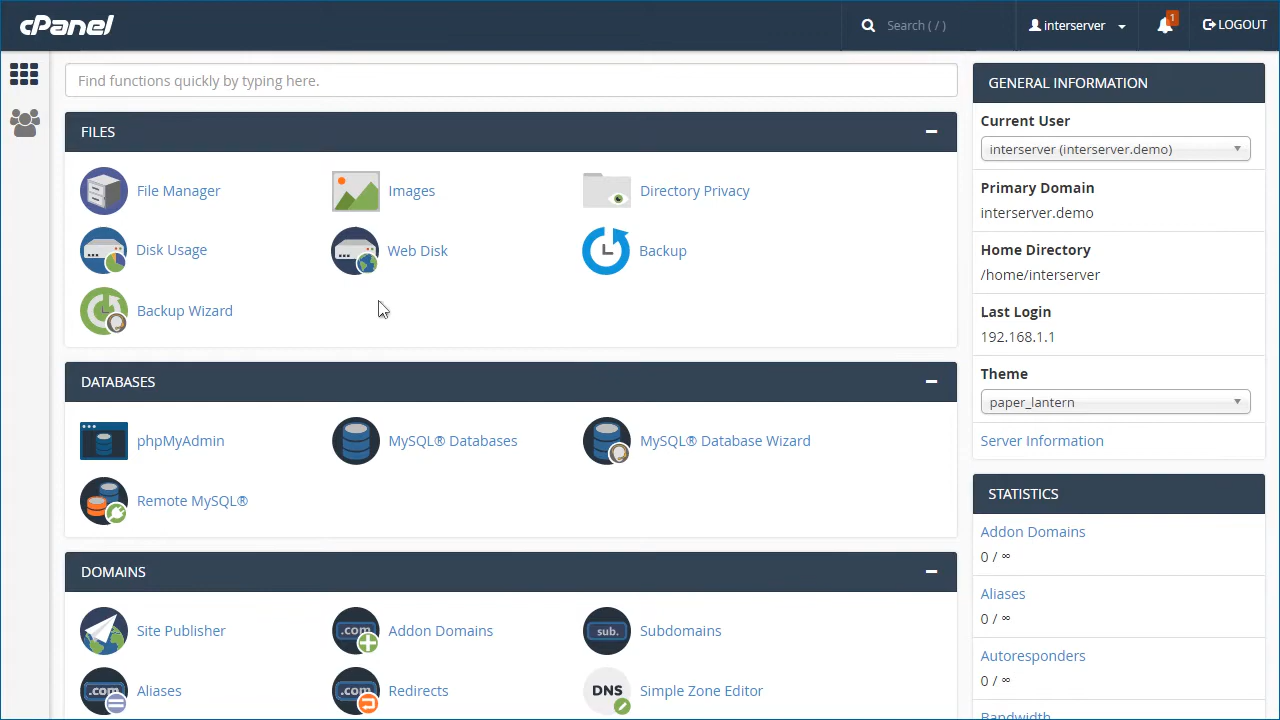 cPanel
Search ( / )
interserver
1
LOGOUT
Find functions quickly by typing here.
FILES
File Manager
Images
Directory Privacy
Disk Usage
Web Disk
Backup
Backup Wizard
DATABASES
phpMyAdmin
MySQL® Databases
MySQL® Database Wizard
Remote MySQL®
DOMAINS
Site Publisher
.com
Addon Domains
sub.
Subdomains
.com
Aliases
.com
Redirects
DNS
Simple Zone Editor
GENERAL INFORMATION
Current User
interserver (interserver.demo)
Primary Domain
interserver.demo
Home Directory
/home/interserver
Last Login
192.168.1.1
Theme
paper_lantern
Server Information
STATISTICS
Addon Domains
0 / ∞
Aliases
0 / ∞
Autoresponders
0 / ∞
Bandwidth